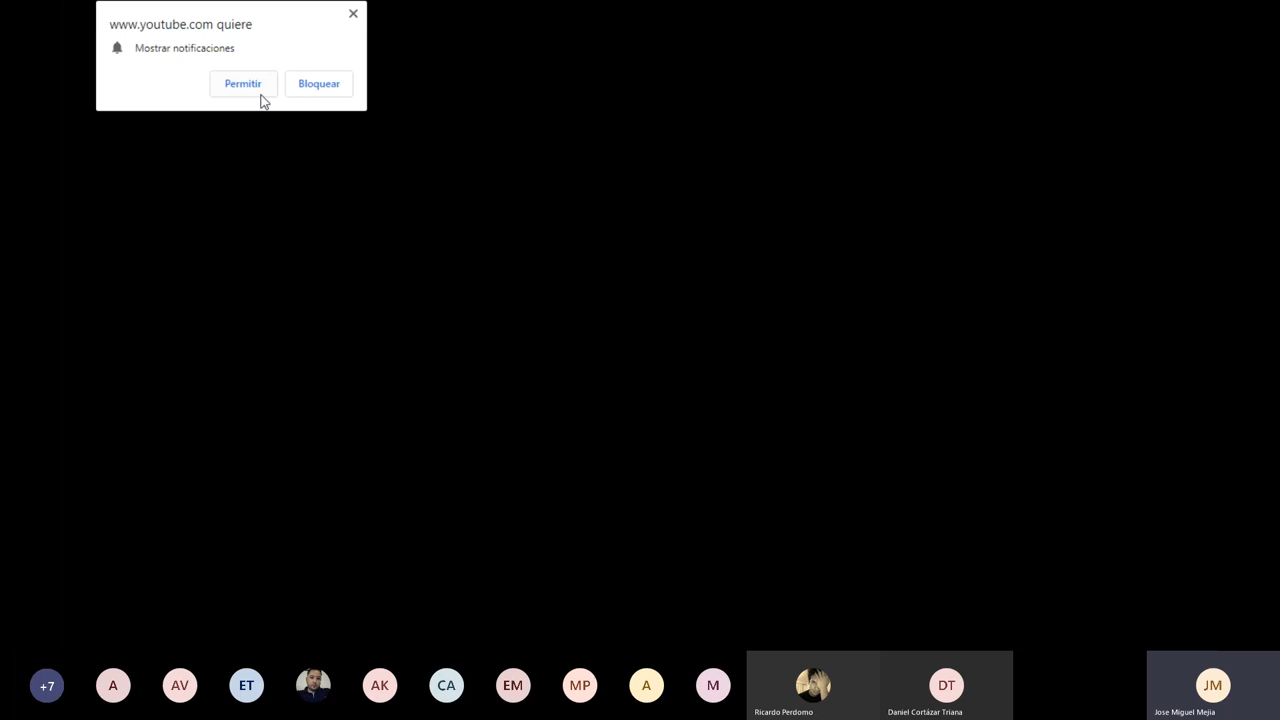 www.youtube.com quiere
Mostrar notificaciones
Permitir
Bloquear
+7
A
AV
ET
AK
CA
EM
MP
A
M
DT
JM
Ricardo Perdomo
Daniel Cortázar Triana
Jose Miguel Mejia